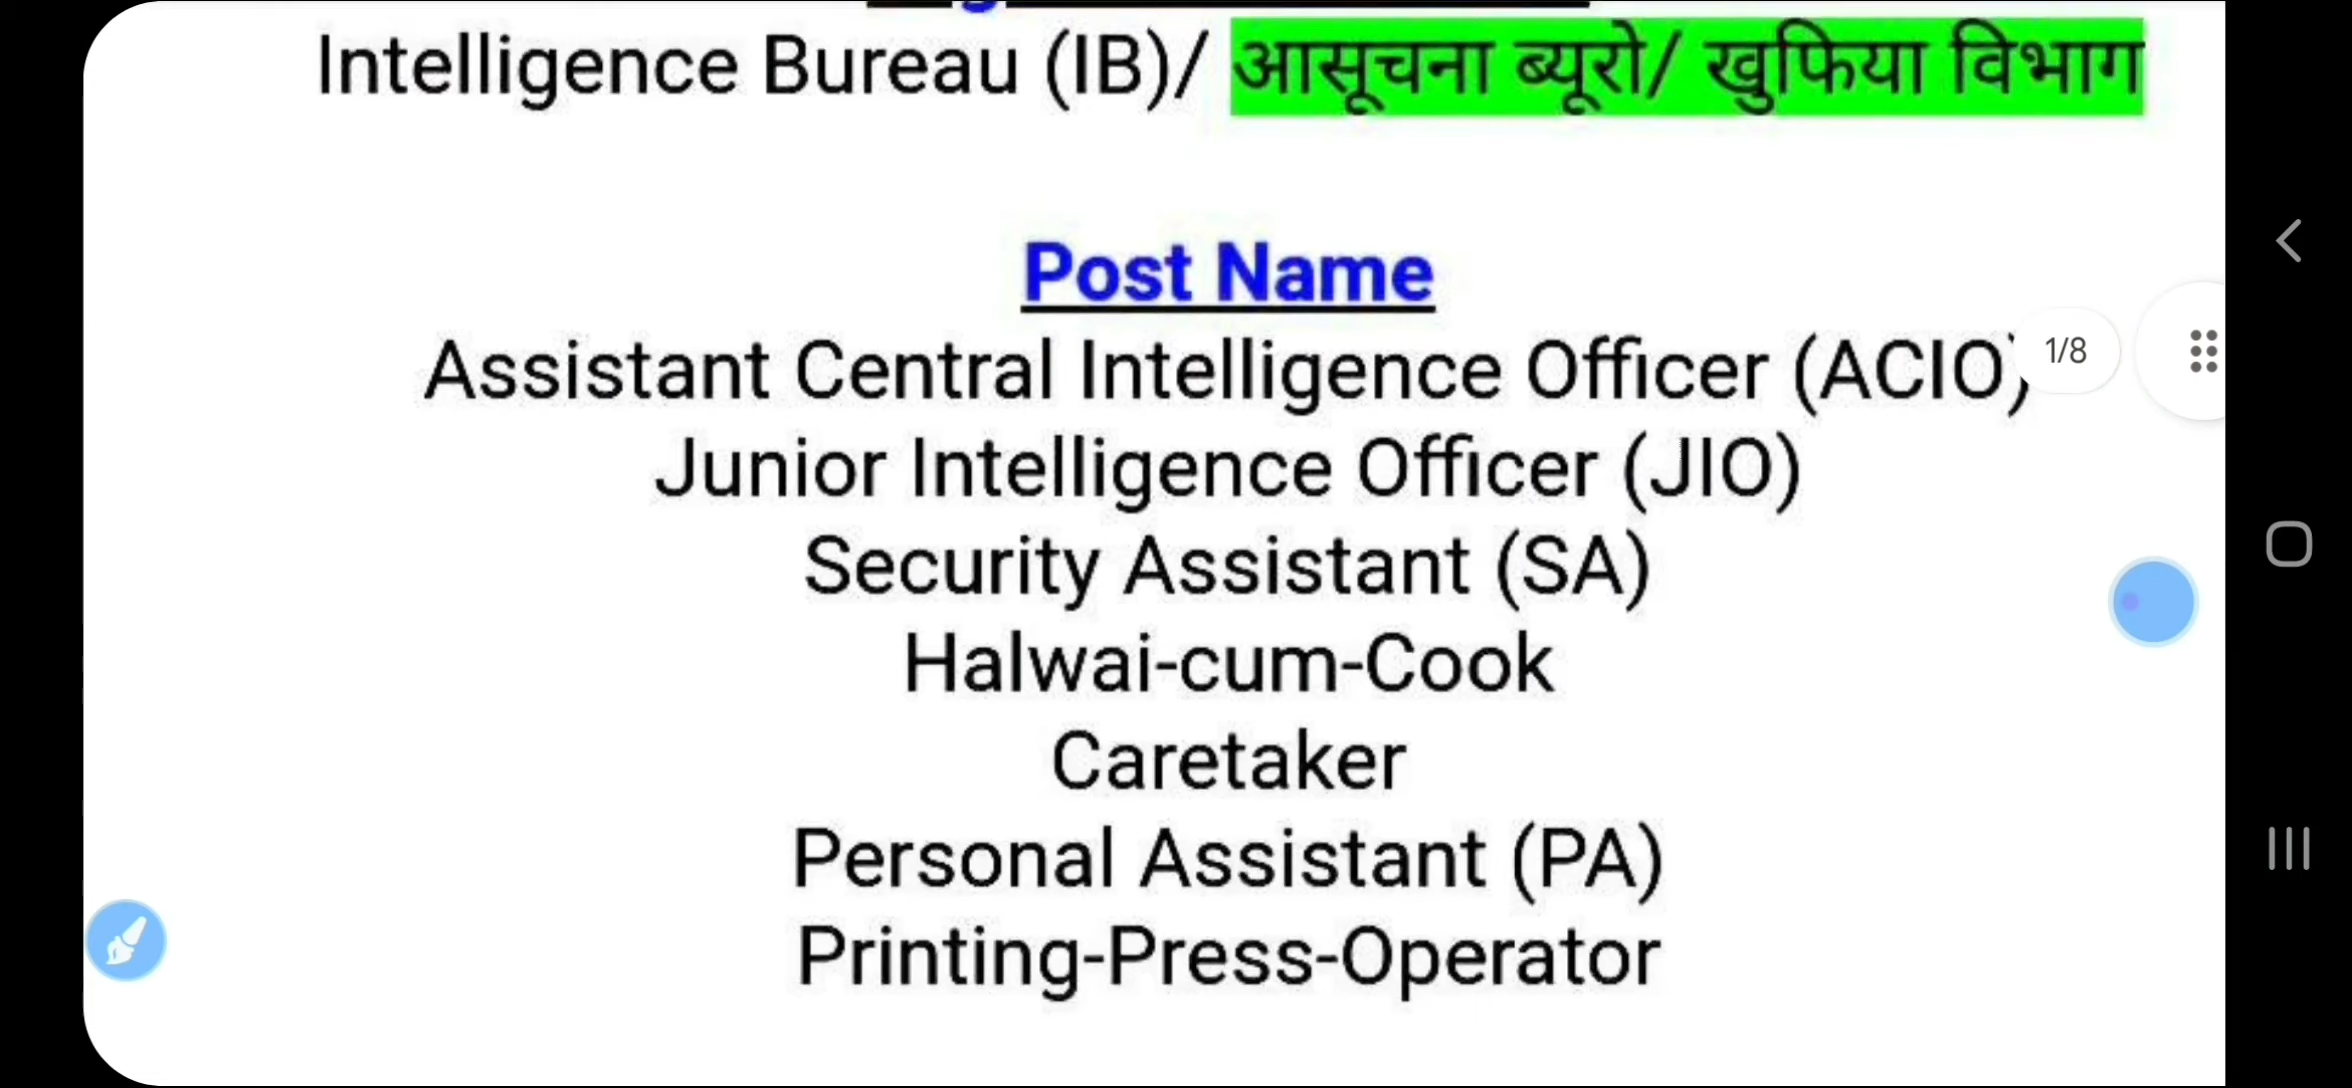 Intelligence Bureau (IB)/ आसूचना ब्यूरो/ खुफिया विभाग
Post Name
Assistant Central Intelligence Officer (ACIO)
1/8
Junior Intelligence Officer (JIO)
Security Assistant (SA)
Halwai-cum-Cook
Caretaker
Personal Assistant (PA)
Printing-Press-Operator